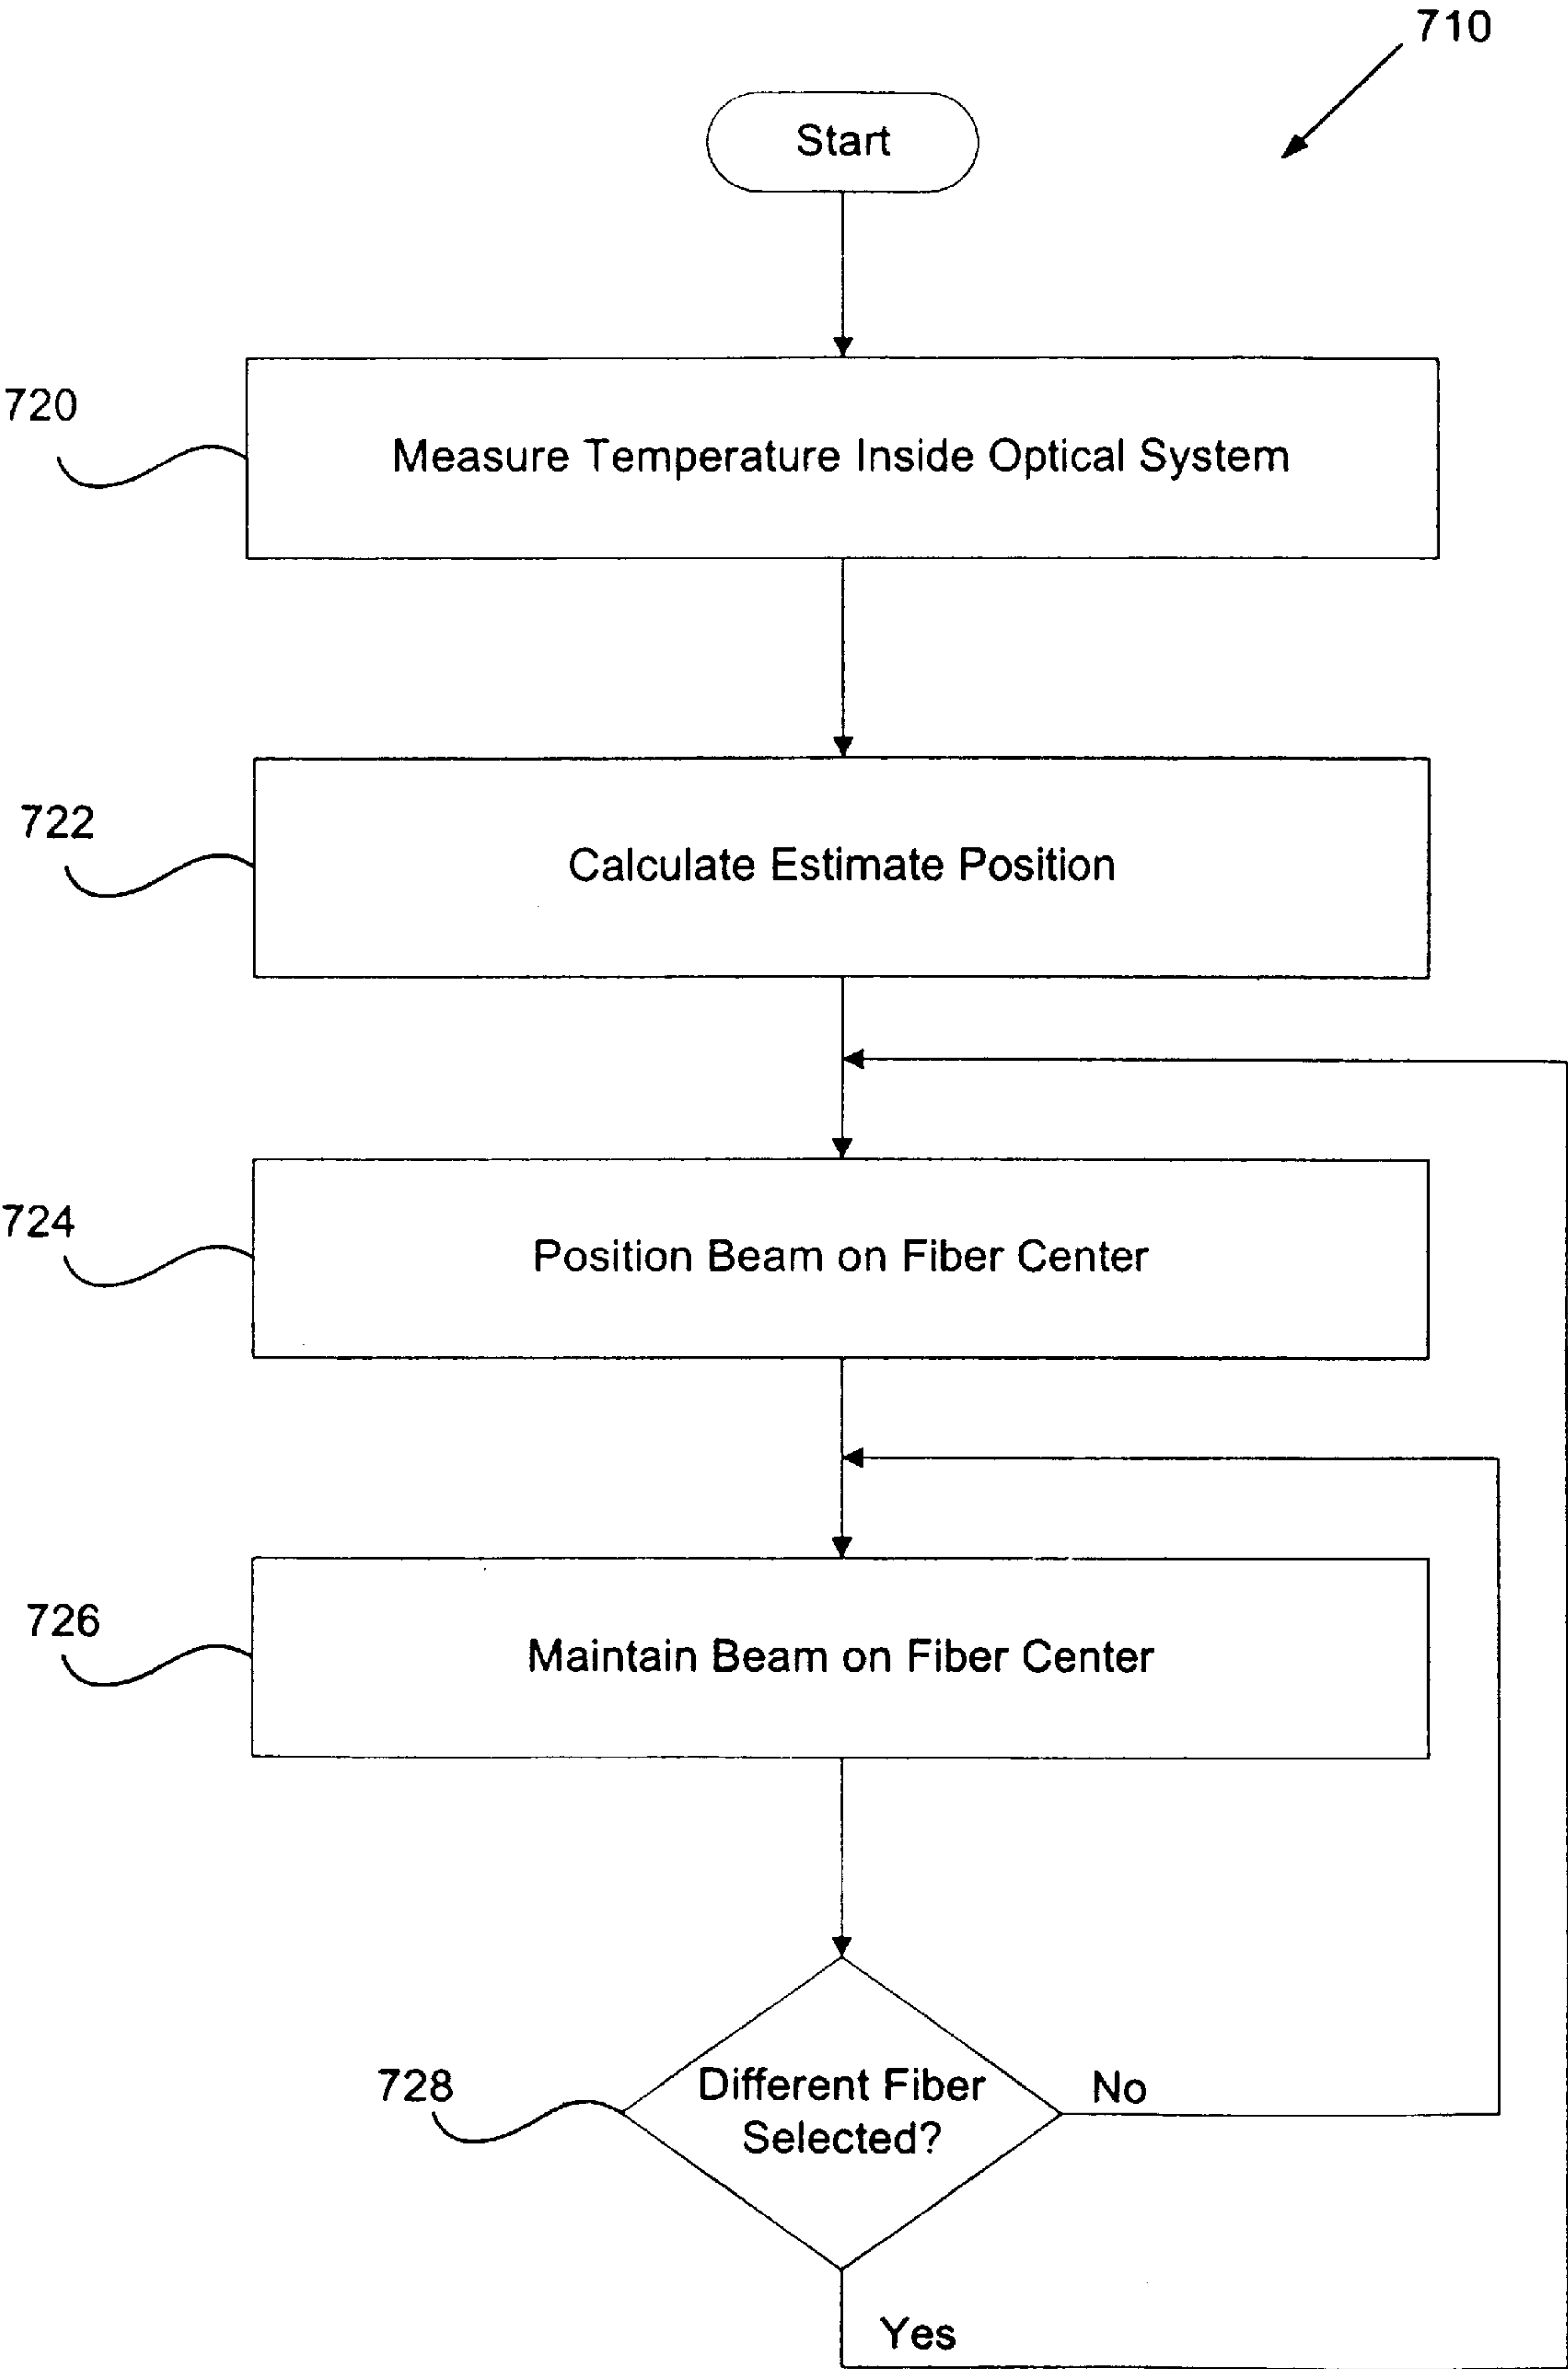 710
Start
720
Measure Temperature Inside Optical System
722
Calculate Estimate Position
724
Position Beam on Fiber Center
726
Maintain Beam on Fiber Center
728
Different Fiber
Selected?
No
Yes